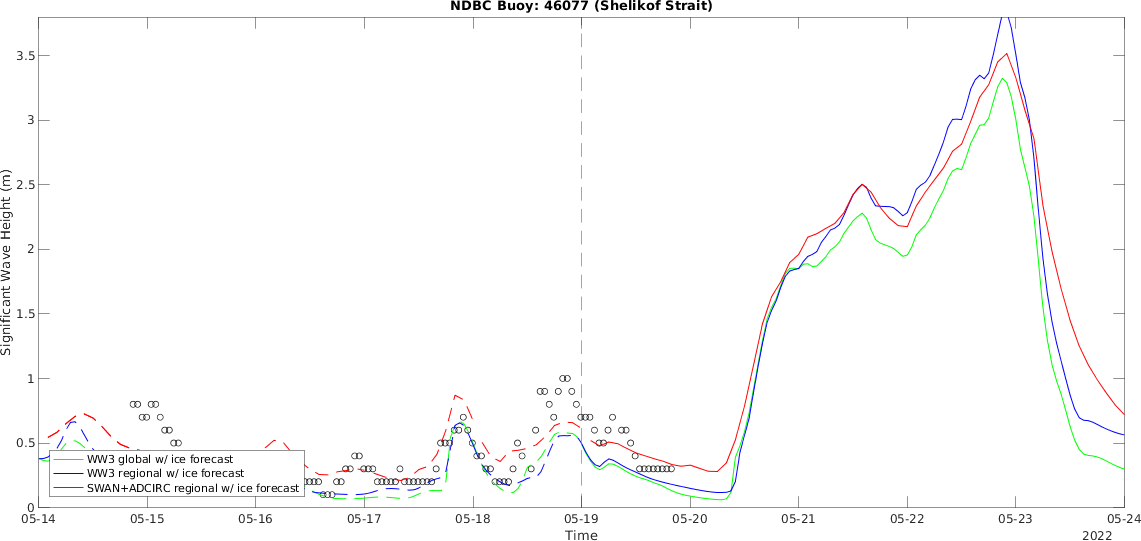 NDBC Buoy: 46077 (Shelikof Strait)
Significant Wave Height (m)
3.5
3
2.5
2
1.5
1
0.5
0
WW3 global w/ ice forecast
WW3 regional w/ ice forecast
SWAN+ADCIRC regional w/ ice forecast
05-14 05-15 05-16 05-17 05-18 05-19 05-20 05-21 05-22 05-23 05-24
Time
2022